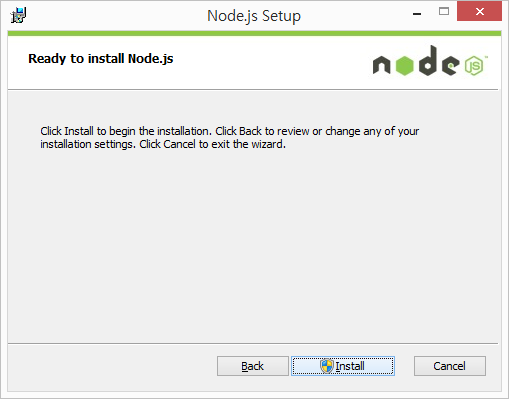 Node.js Setup
Ready to install Node.js
node
JS
Click Install to begin the installation. Click Back to review or change any of your
installation settings. Click Cancel to exit the wizard.
Back
Install
Cancel